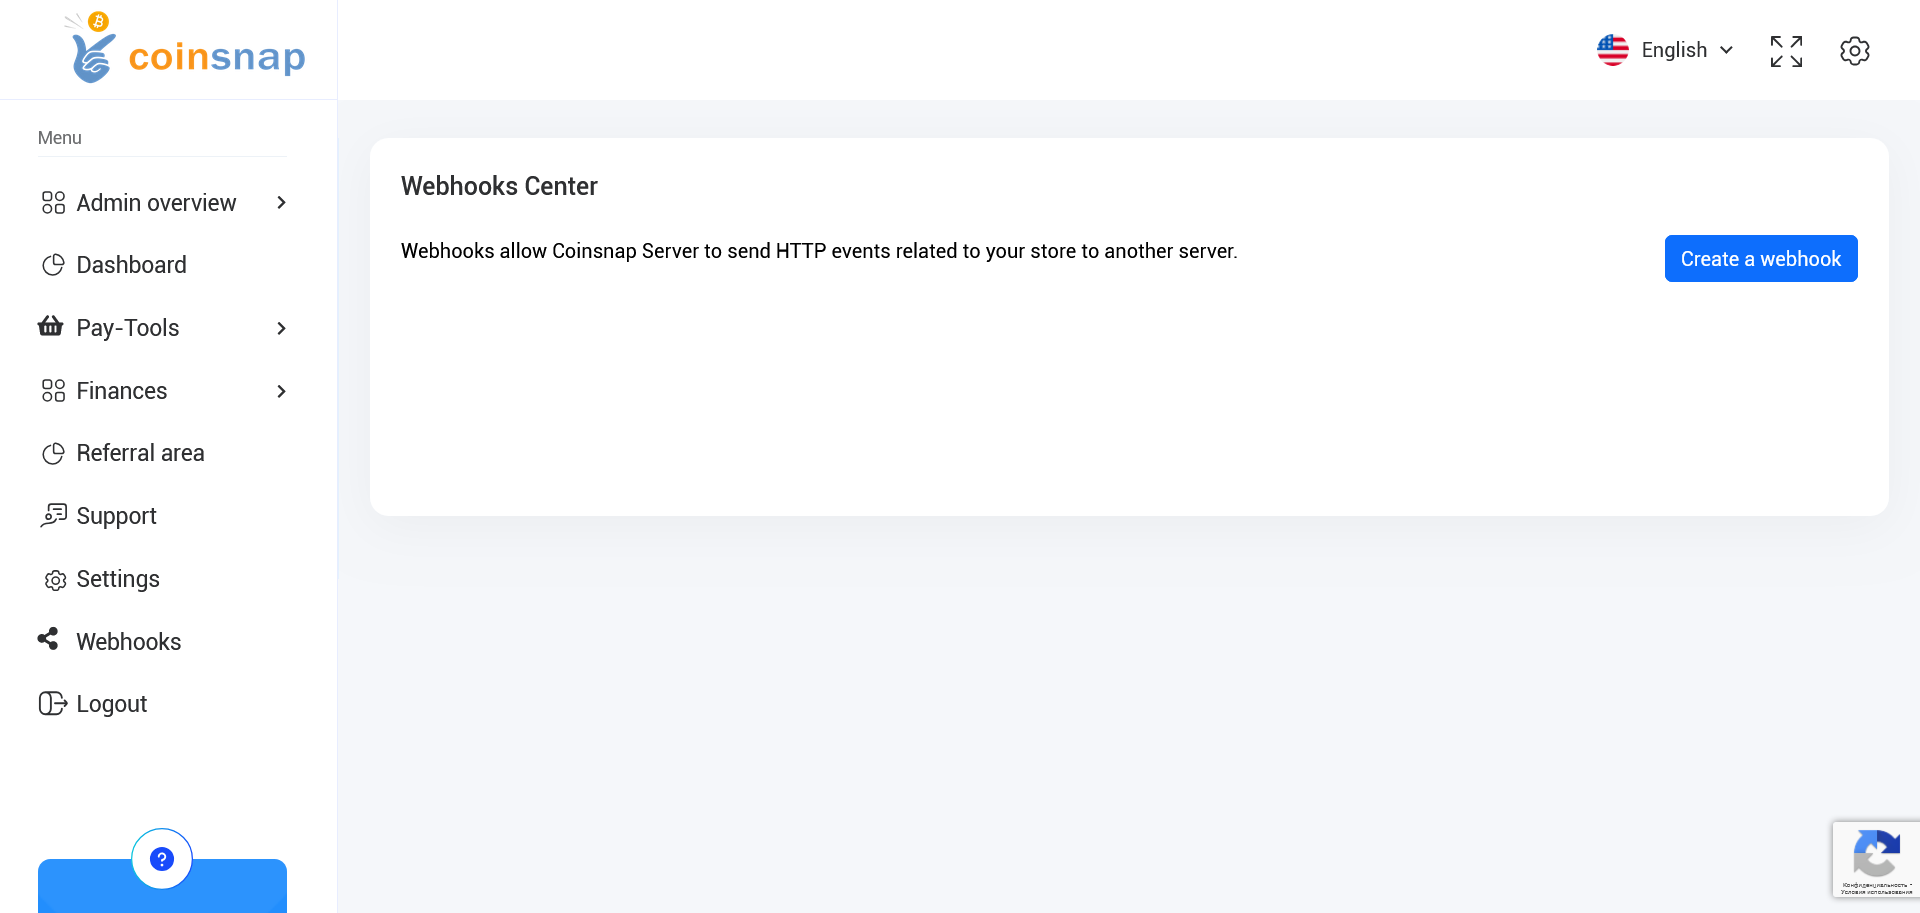 coinsnap
English
Menu
Admin overview
Dashboard
Pay-Tools
Finances
Referral area
Support
Settings
Webhooks
Logout
Webhooks Center
Webhooks allow Coinsnap Server to send HTTP events related to your store to another server.
Create a webhook
?
Конфиденциальность -
Условия использования